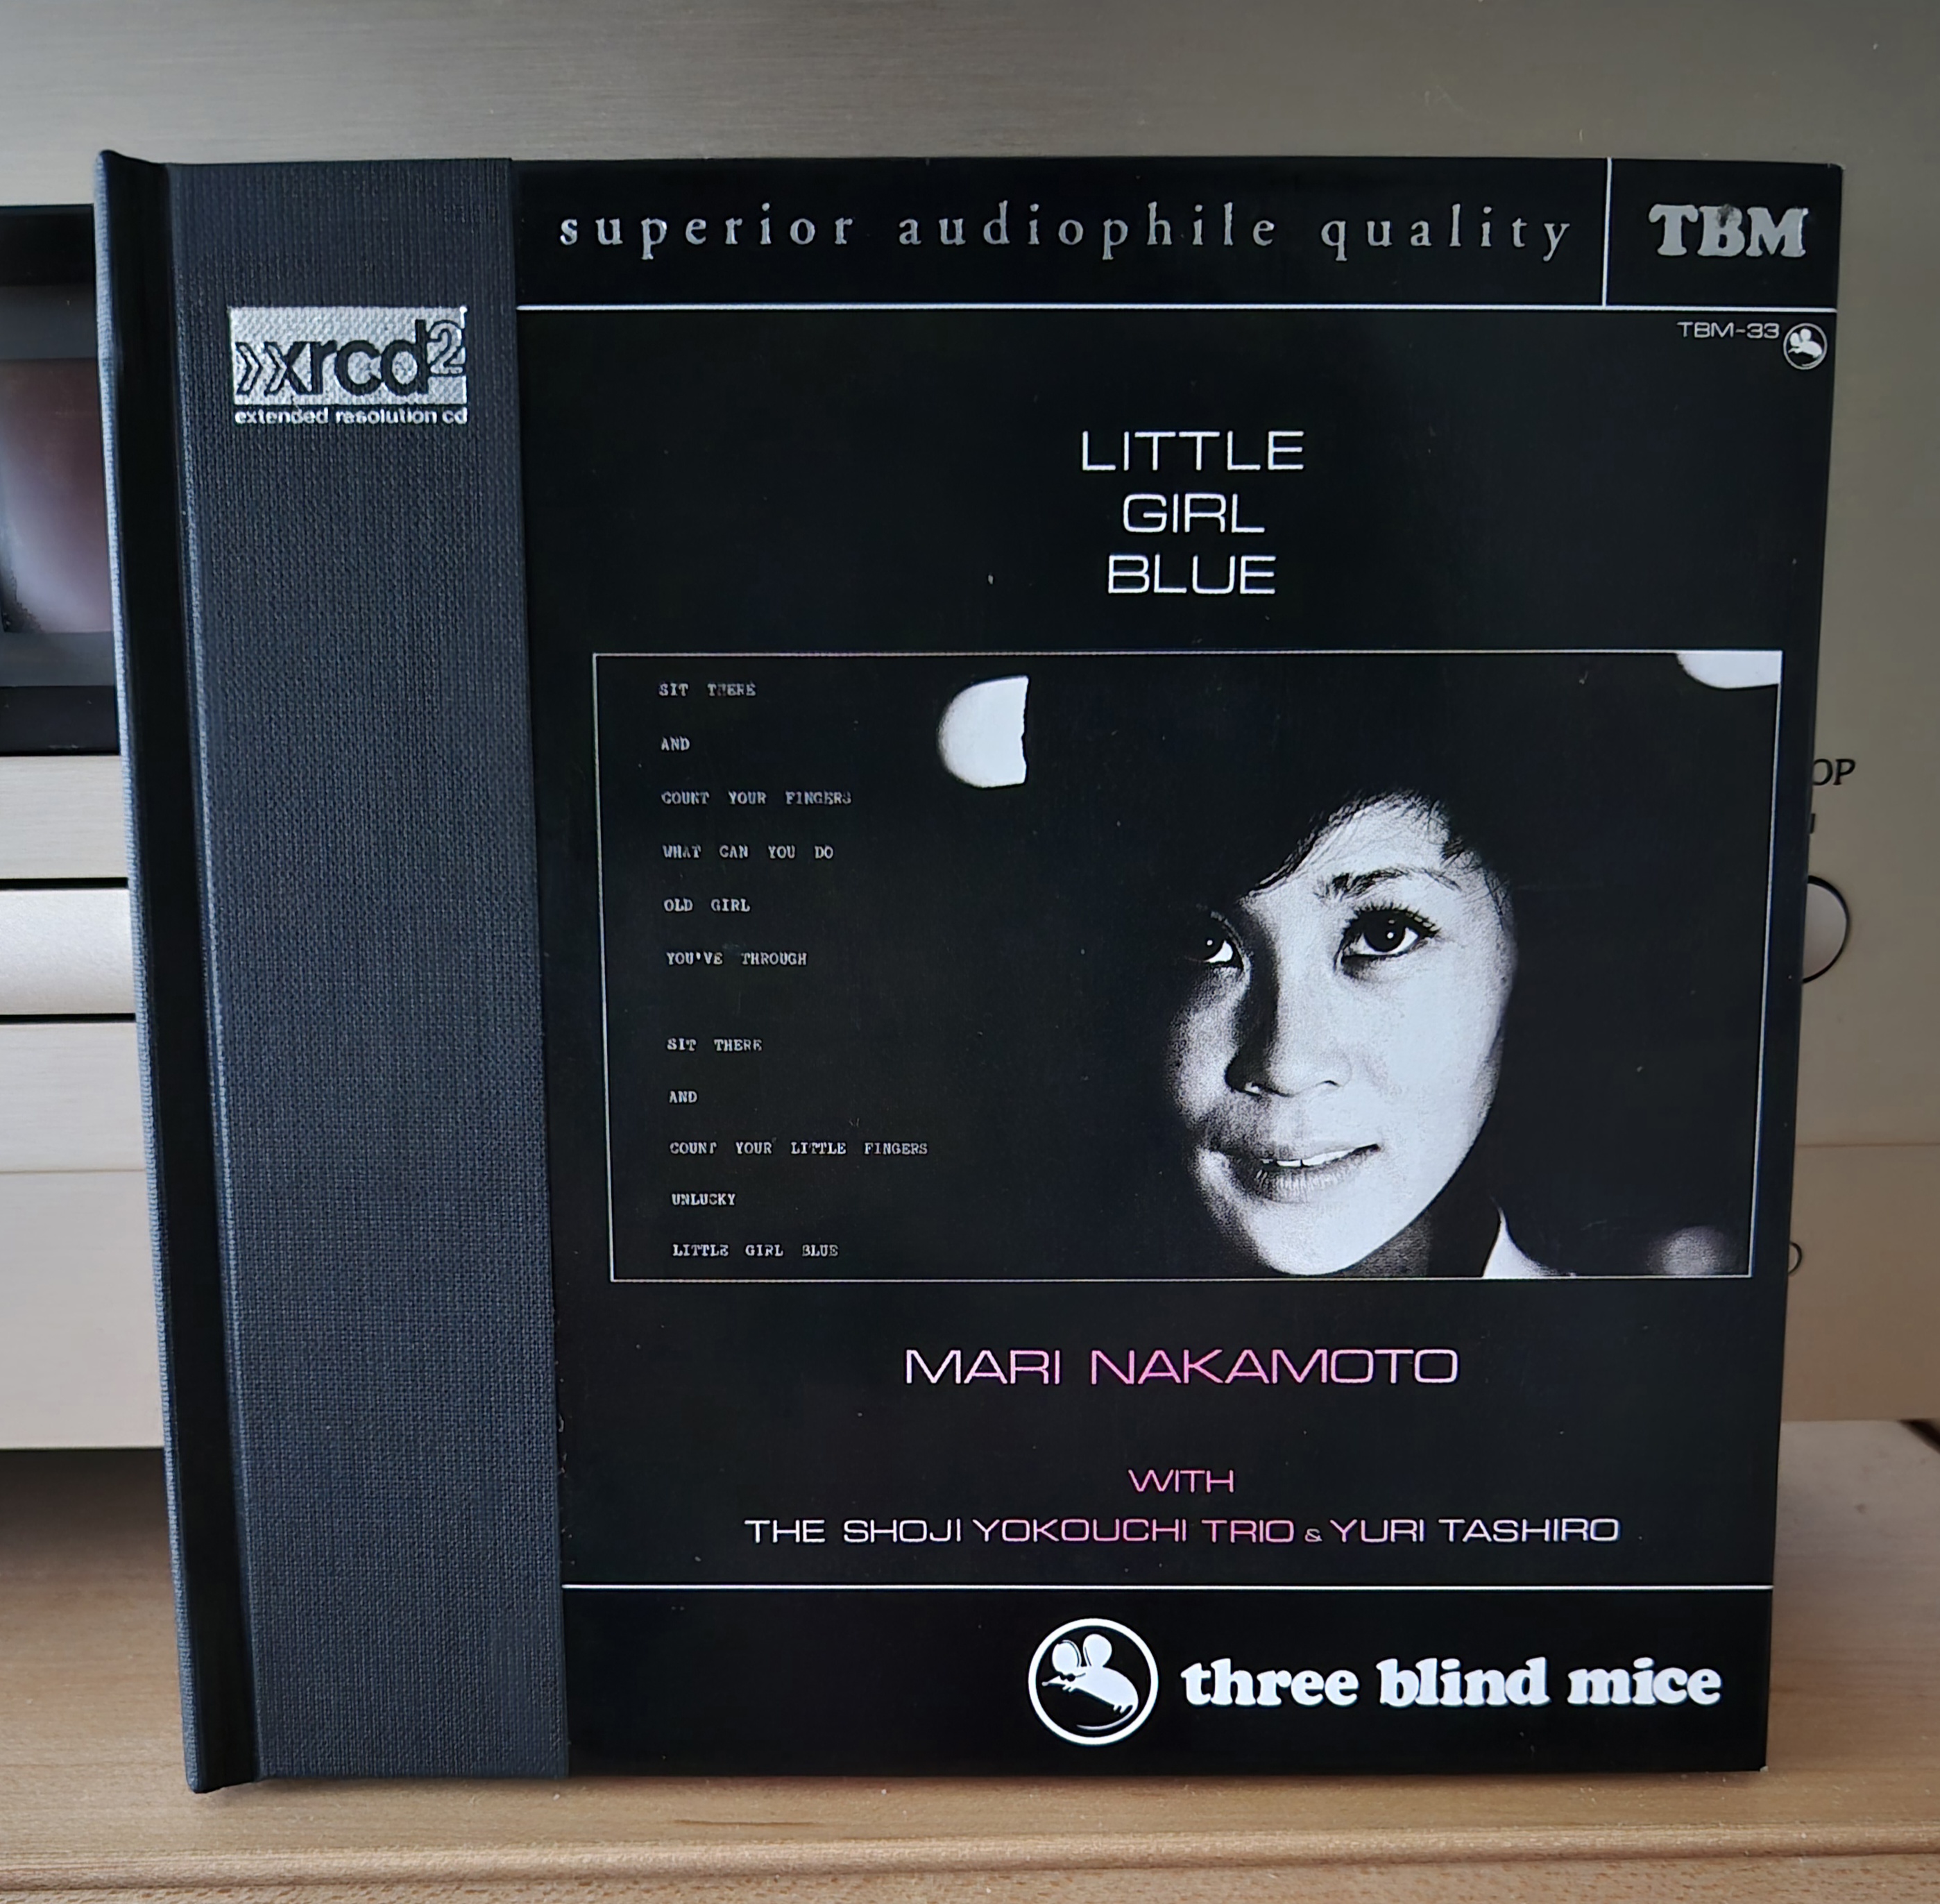 superior audiophile quality
TBM
xrcd2
extended resolution cd
TBM-33
LITTLE
GIRL
BLUE
SIT THERE
AND
COUNT YOUR FINGERS
WHAT CAN YOU DO
OLD GIRL
YOU'VE THROUGH
SIT THERE
AND
COUNT YOUR LITTLE FINGERS
UNLUCKY
LITTLE GIRL BLUE
MARI NAKAMOTO
WITH
THE SHOJI YOKOUCHI TRIO & YURI TASHIRO
three blind mice